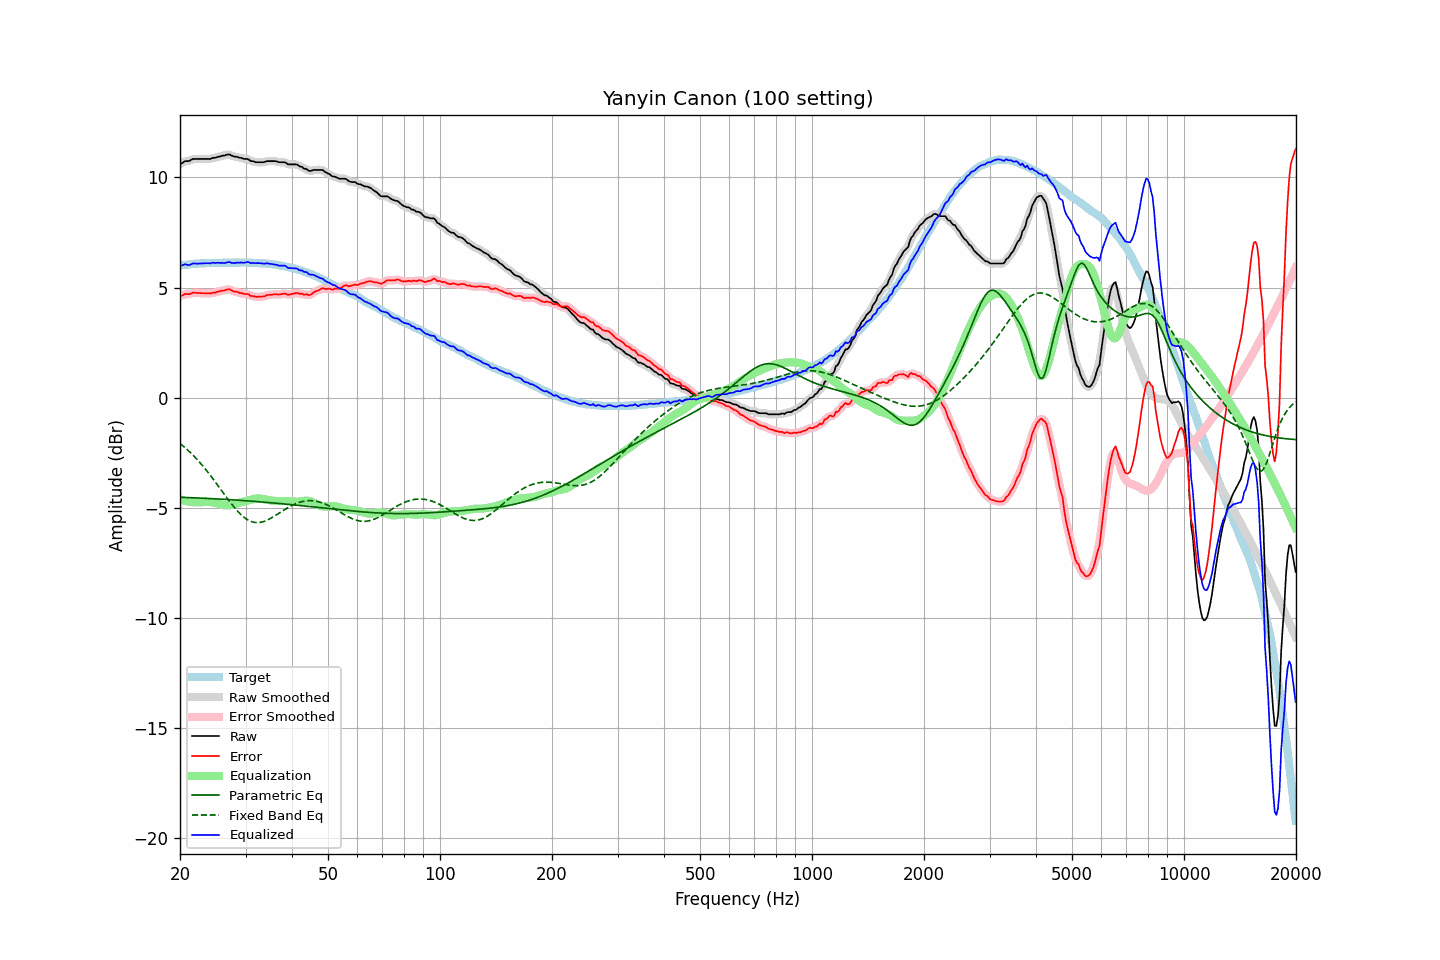 Yanyin Canon (100 setting)
10
5
0
−5
−10
−15
−20
Amplitude (dBr)
Target
Raw Smoothed
Error Smoothed
Raw
Error
Equalization
Parametric Eq
Fixed Band Eq
Equalized
20 50 100 200 500 1000 2000 5000 10000 20000
Frequency (Hz)